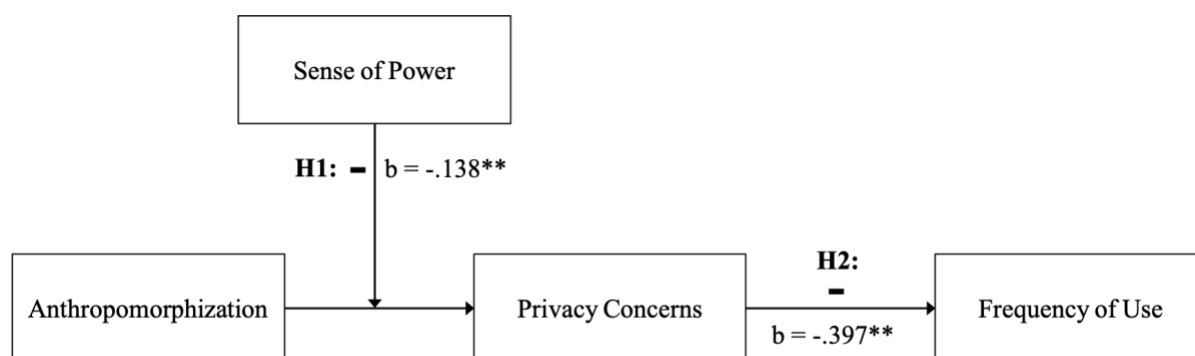 Sense of Power
H1: - b = -.138**
H2:
Anthropomorphization Privacy Concerns - Frequency of Use
b = -.397**